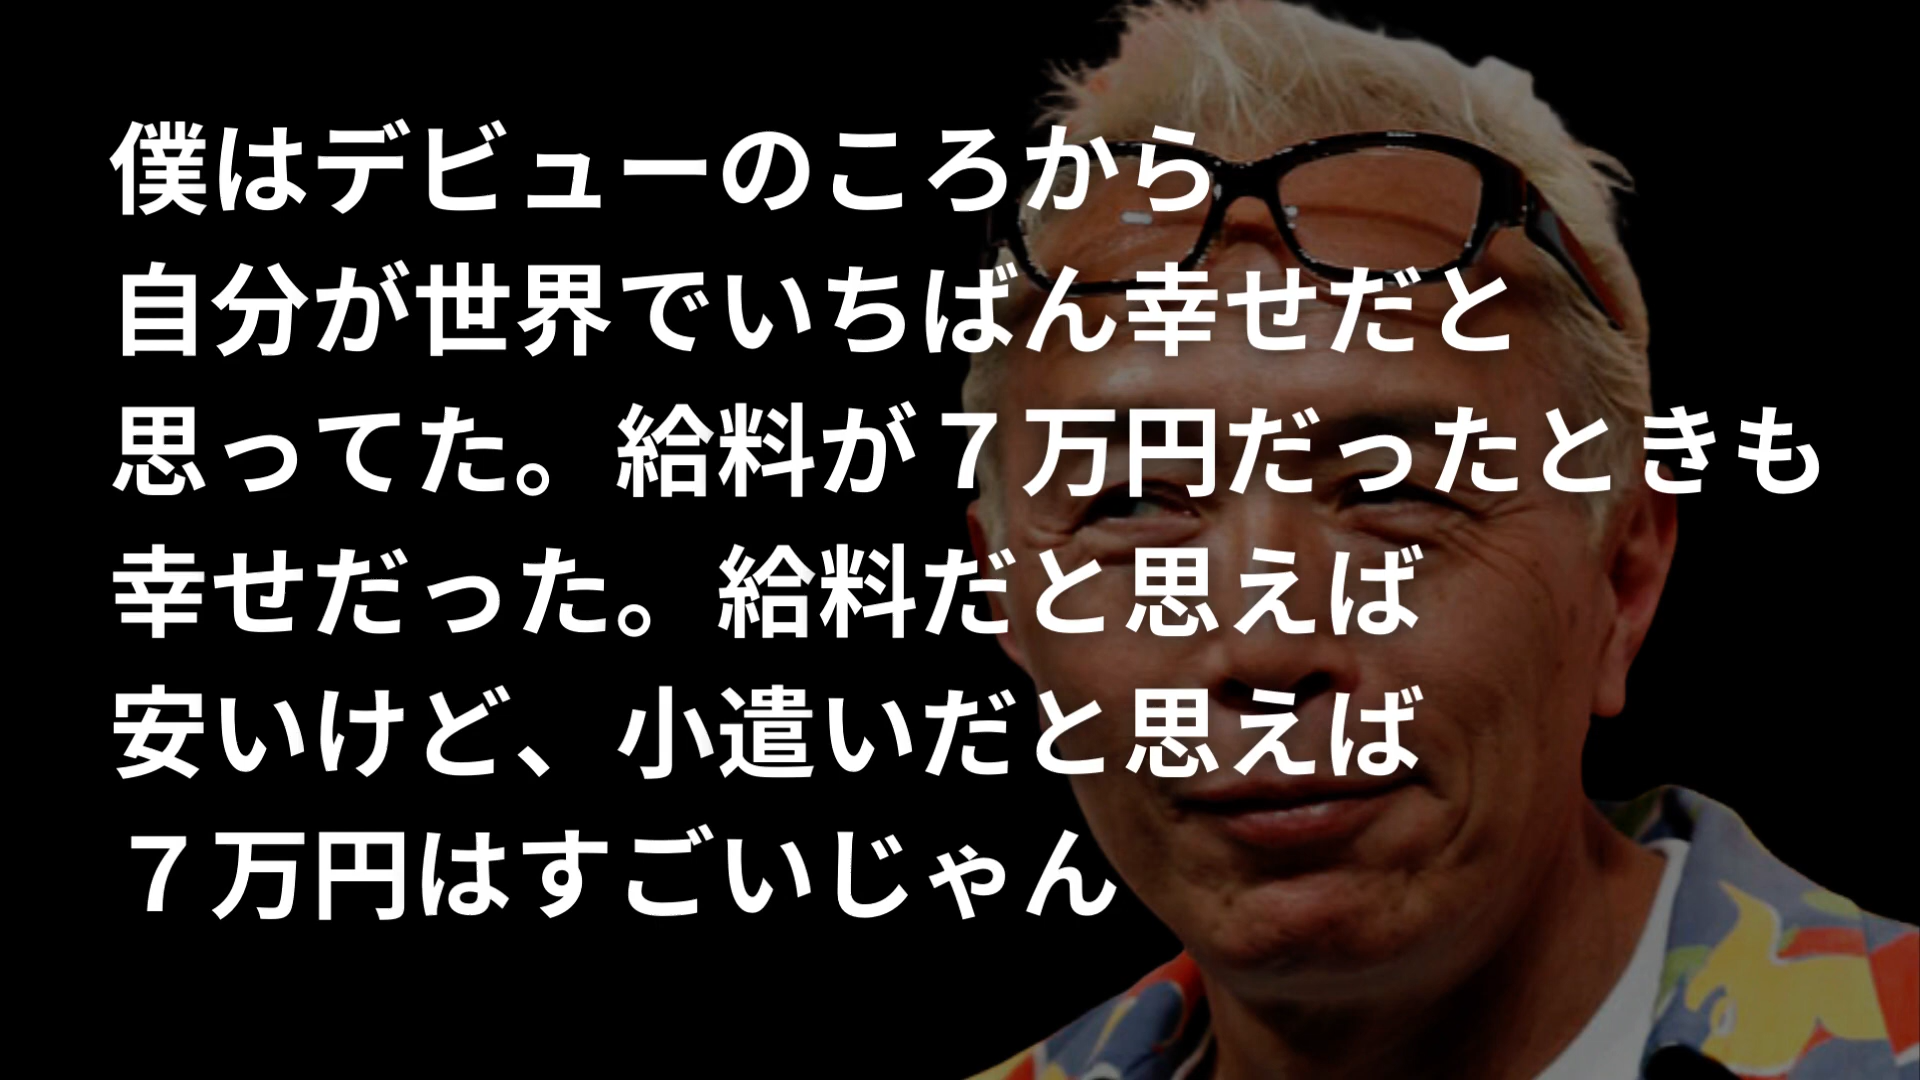 僕はデビューのころから
自分が世界でいちばん幸せだと
思ってた。給料が７万円だったときも
幸せだった。給料だと思えば
安いけど、小遣いだと思えば
７万円はすごいじゃん